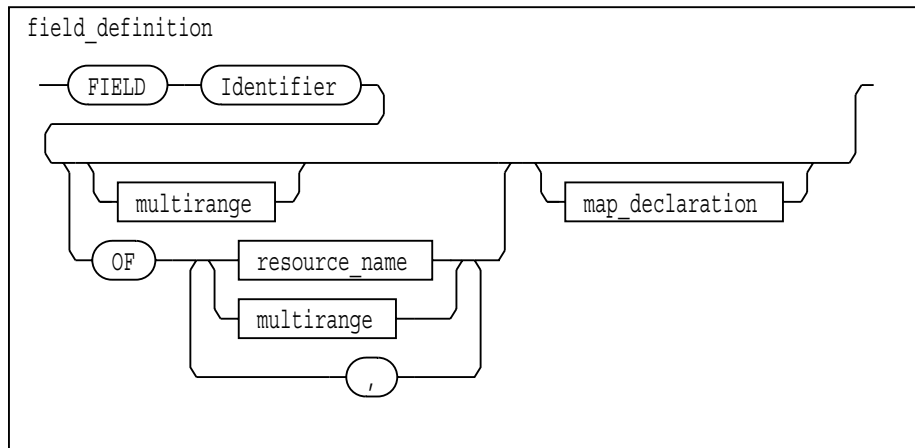 field_definition
FIELD Identifier
multirange map_declaration
OF resource_name
multirange
,